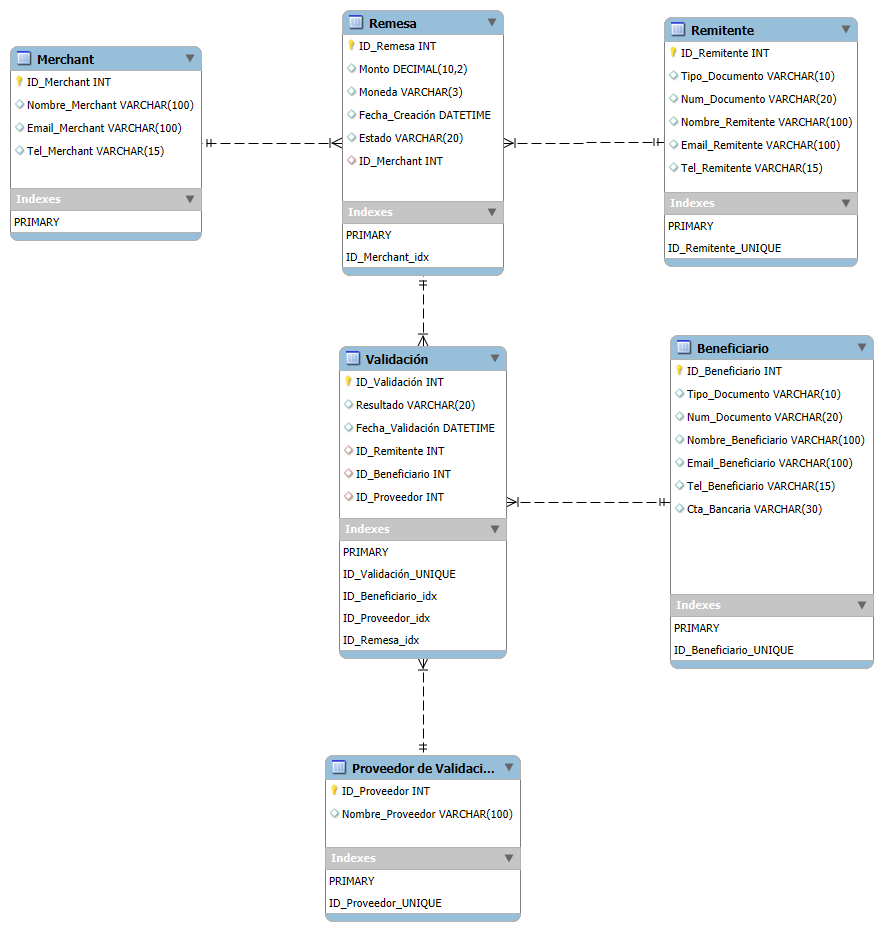 Merchant
ID_Merchant INT
Nombre_Merchant VARCHAR(100)
Email_Merchant VARCHAR(100)
Tel_Merchant VARCHAR(15)
Indexes
PRIMARY
Remesa
ID_Remesa INT
Monto DECIMAL(10,2)
Moneda VARCHAR(3)
Fecha_Creación DATETIME
Estado VARCHAR(20)
ID_Merchant INT
Indexes
PRIMARY
ID_Merchant_idx
Remitente
ID_Remitente INT
Tipo_Documento VARCHAR(10)
Num_Documento VARCHAR(20)
Nombre_Remitente VARCHAR(100)
Email_Remitente VARCHAR(100)
Tel_Remitente VARCHAR(15)
Indexes
PRIMARY
ID_Remitente_UNIQUE
Validación
ID_Validación INT
Resultado VARCHAR(20)
Fecha_Validación DATETIME
ID_Remitente INT
ID_Beneficiario INT
ID_Proveedor INT
Indexes
PRIMARY
ID_Validación_UNIQUE
ID_Beneficiario_idx
ID_Proveedor_idx
ID_Remesa_idx
Beneficiario
ID_Beneficiario INT
Tipo_Documento VARCHAR(10)
Num_Documento VARCHAR(20)
Nombre_Beneficiario VARCHAR(100)
Email_Beneficiario VARCHAR(100)
Tel_Beneficiario VARCHAR(15)
Cta_Bancaria VARCHAR(30)
Indexes
PRIMARY
ID_Beneficiario_UNIQUE
Proveedor de Validaci...
ID_Proveedor INT
Nombre_Proveedor VARCHAR(100)
Indexes
PRIMARY
ID_Proveedor_UNIQUE